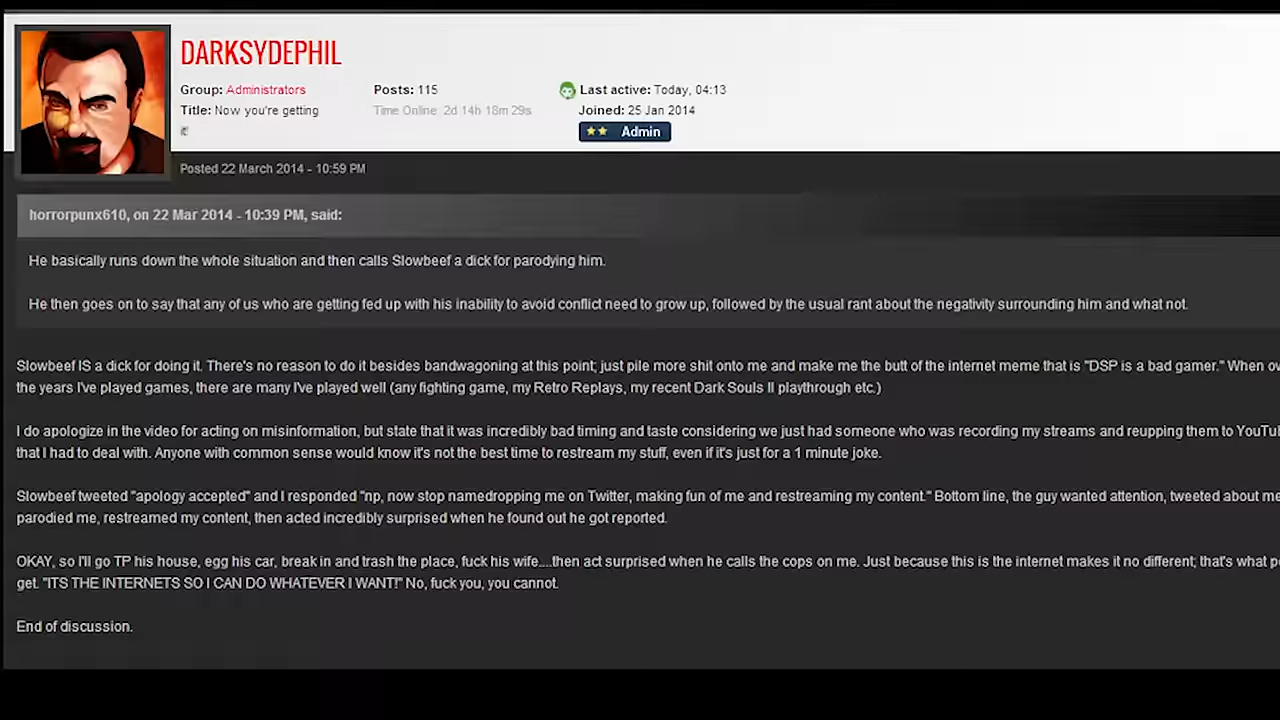 DARKSYDEPHIL
Group: Administrators
Posts: 115
Last active: Today, 04:13
Title: Now you're getting
Time Online: 2d 14h 18m 29s
Joined: 25 Jan 2014
Admin
Posted 22 March 2014 - 10:59 PM
horrorpunx610, on 22 Mar 2014 - 10:39 PM, said:
He basically runs down the whole situation and then calls Slowbeef a dick for parodying him.
He then goes on to say that any of us who are getting fed up with his inability to avoid conflict need to grow up, followed by the usual rant about the negativity surrounding him and what not.
Slowbeef IS a dick for doing it. There's no reason to do it besides bandwagoning at this point; just pile more shit onto me and make me the butt of the internet meme that is "DSP is a bad gamer." When ov
the years I've played games, there are many I've played well (any fighting game, my Retro Replays, my recent Dark Souls II playthrough etc.)
I do apologize in the video for acting on misinformation, but state that it was incredibly bad timing and taste considering we just had someone who was recording my streams and reupping them to YouTub
that I had to deal with. Anyone with common sense would know it's not the best time to restream my stuff, even if it's just for a 1 minute joke.
Slowbeef tweeted "apology accepted" and I responded "np, now stop namedropping me on Twitter, making fun of me and restreaming my content." Bottom line, the guy wanted attention, tweeted about me
parodied me, restreamed my content, then acted incredibly surprised when he found out he got reported.
OKAY, so I'll go TP his house, egg his car, break in and trash the place, fuck his wife....then act surprised when he calls the cops on me. Just because this is the internet makes it no different; that's what p
get. "ITS THE INTERNETS SO I CAN DO WHATEVER I WANT!" No, fuck you, you cannot.
End of discussion.